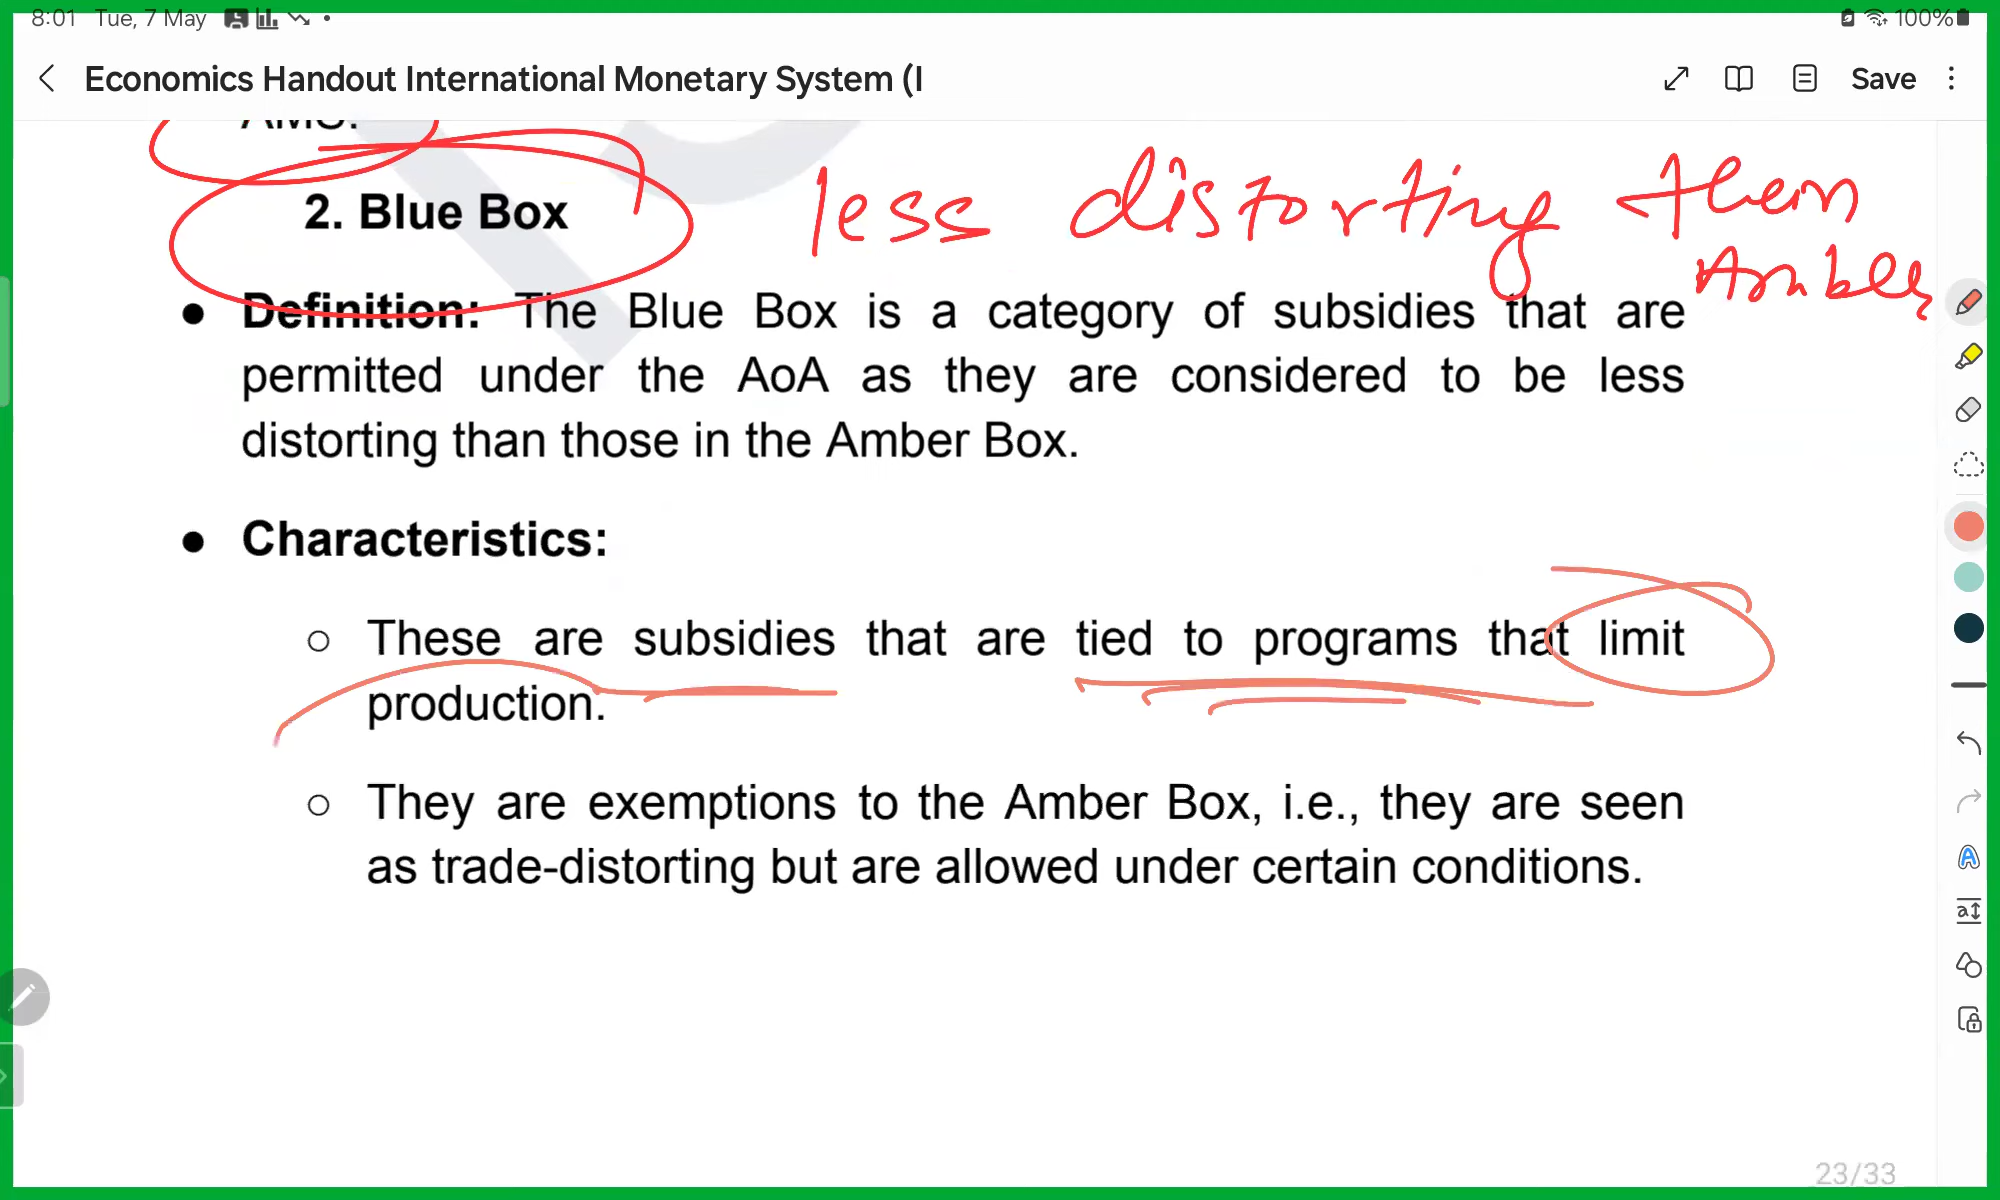 8:01 Tue, 7 May
100%
Economics Handout International Monetary System (I
Save
AMS.
2. Blue Box
less distorting them
Amber
● Definition: The Blue Box is a category of subsidies that are
permitted under the AoA as they are considered to be less
distorting than those in the Amber Box.
● Characteristics:
○ These are subsidies that are tied to programs that limit
production.
○ They are exemptions to the Amber Box, i.e., they are seen
as trade-distorting but are allowed under certain conditions.
23/33